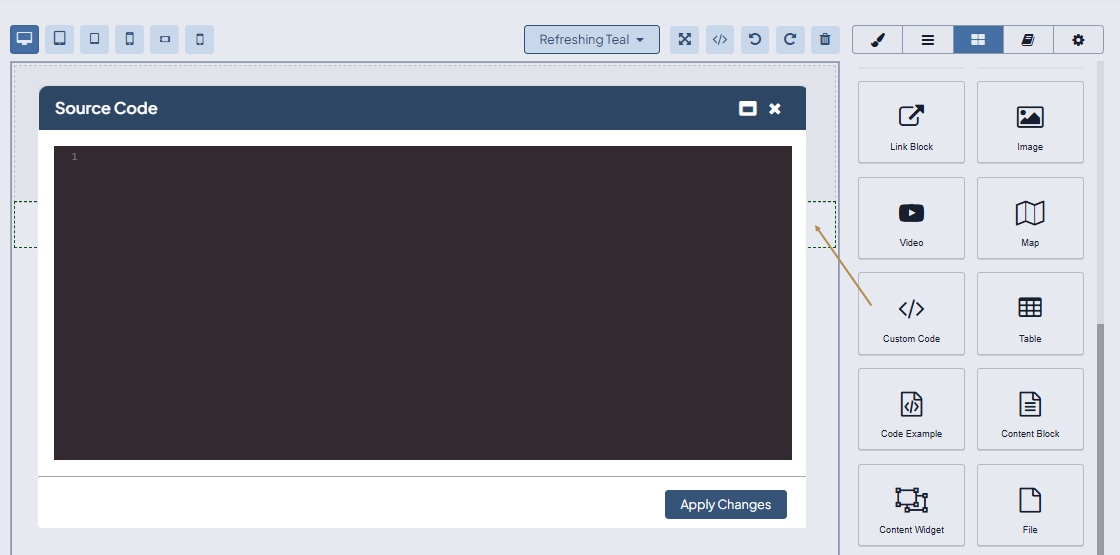 Refreshing Teal
Source Code
1
Apply Changes
Link Block
Image
Video
Map
Custom Code
Table
Code Example
Content Block
Content Widget
File